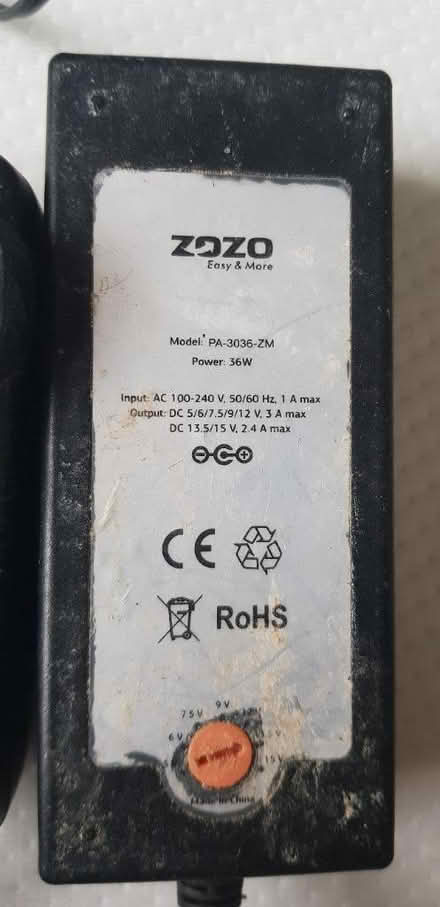 ZOZO
Easy & More
Model: PA-3036-ZM
Power: 36W
Input: AC 100-240 V, 50/60 Hz, 1 A max
Output: DC 5/6/7.5/9/12 V, 3 A max
DC 13.5/15 V, 2.4 A max
CE
RoHS
9V
7.5V
6V
15
Made in China